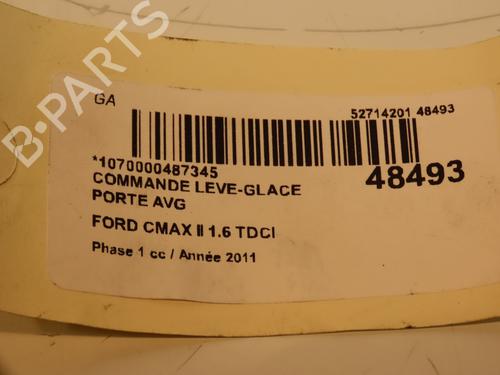 B-PARTS
GA
52714201 48493
*1070000487345
48493
COMMANDE LEVE-GLACE
PORTE AVG
FORD CMAX II 1.6 TDCI
Phase 1 cc / Année 2011